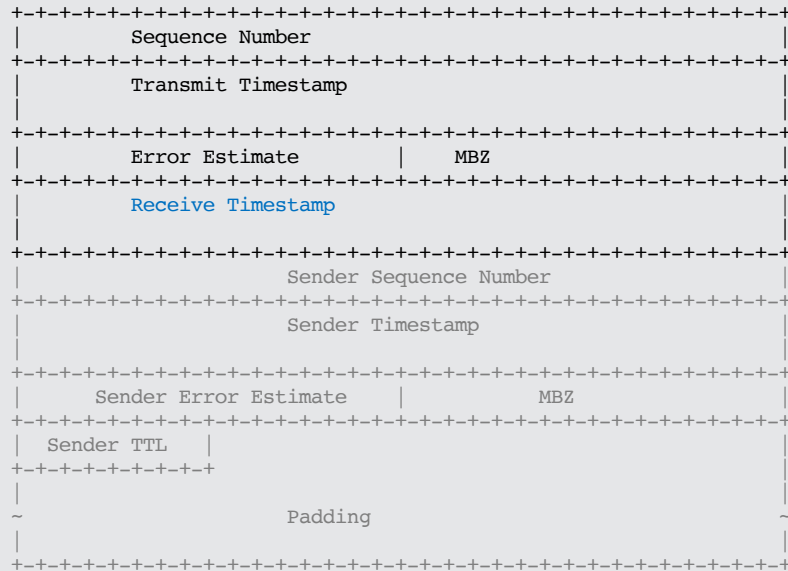 +-+-+-+-+-+-+-+-+-+-+-+-+-+-+-+-+-+-+-+-+-+-+-+-+-+-+-+-+-+-+-+-+
|         Sequence Number                                       |
+-+-+-+-+-+-+-+-+-+-+-+-+-+-+-+-+-+-+-+-+-+-+-+-+-+-+-+-+-+-+-+-+
|         Transmit Timestamp                                    |
|                                                               |
+-+-+-+-+-+-+-+-+-+-+-+-+-+-+-+-+-+-+-+-+-+-+-+-+-+-+-+-+-+-+-+-+
|         Error Estimate        |    MBZ                        |
+-+-+-+-+-+-+-+-+-+-+-+-+-+-+-+-+-+-+-+-+-+-+-+-+-+-+-+-+-+-+-+-+
|         Receive Timestamp                                     |
|                                                               |
+-+-+-+-+-+-+-+-+-+-+-+-+-+-+-+-+-+-+-+-+-+-+-+-+-+-+-+-+-+-+-+-+
|                      Sender Sequence Number                   |
+-+-+-+-+-+-+-+-+-+-+-+-+-+-+-+-+-+-+-+-+-+-+-+-+-+-+-+-+-+-+-+-+
|                      Sender Timestamp                         |
|                                                               |
+-+-+-+-+-+-+-+-+-+-+-+-+-+-+-+-+-+-+-+-+-+-+-+-+-+-+-+-+-+-+-+-+
|      Sender Error Estimate    |           MBZ                 |
+-+-+-+-+-+-+-+-+-+-+-+-+-+-+-+-+-+-+-+-+-+-+-+-+-+-+-+-+-+-+-+-+
|  Sender TTL   |                                               |
+-+-+-+-+-+-+-+-+                                               |
|                                                               |
~                      Padding                                  ~
|                                                               |
+-+-+-+-+-+-+-+-+-+-+-+-+-+-+-+-+-+-+-+-+-+-+-+-+-+-+-+-+-+-+-+-+